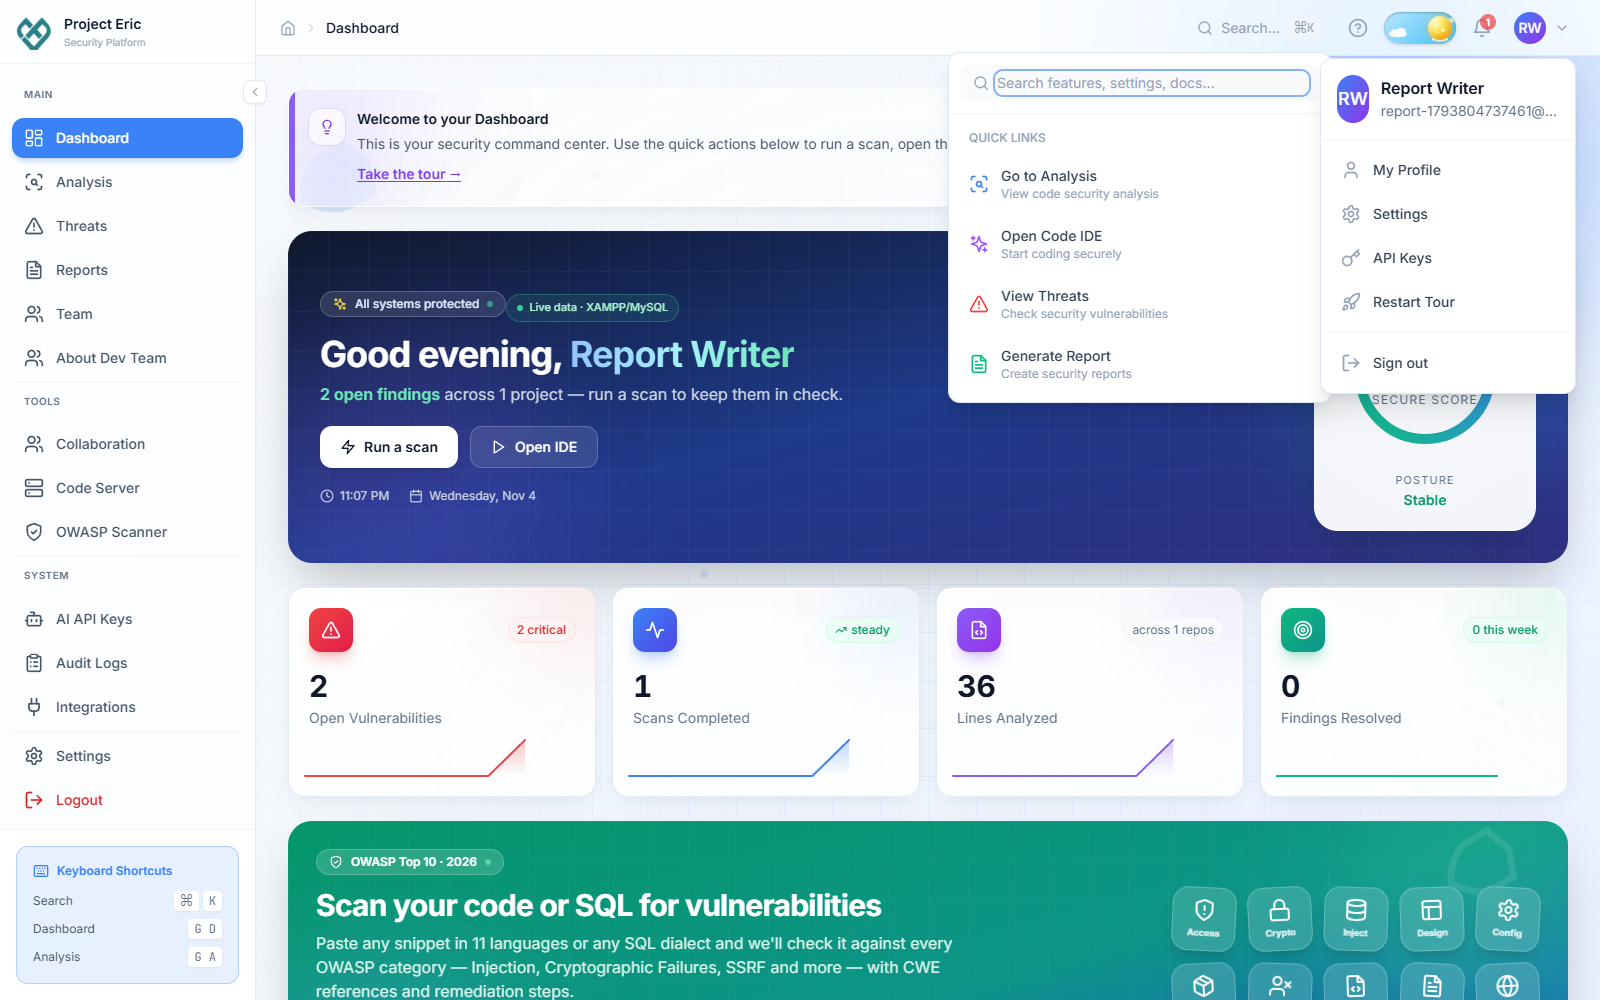 Project Eric
Security Platform
MAIN
Dashboard
Analysis
Threats
Reports
Team
About Dev Team
TOOLS
Collaboration
Code Server
OWASP Scanner
SYSTEM
AI API Keys
Audit Logs
Integrations
Settings
Logout
Keyboard Shortcuts
Search ⌘ K
Dashboard G D
Analysis G A
Dashboard
Search... ⌘K
1
RW
Welcome to your Dashboard
This is your security command center. Use the quick actions below to run a scan, open th
Take the tour →
Search features, settings, docs...
QUICK LINKS
Go to Analysis
View code security analysis
Open Code IDE
Start coding securely
View Threats
Check security vulnerabilities
Generate Report
Create security reports
RW
Report Writer
report-1793804737461@...
My Profile
Settings
API Keys
Restart Tour
Sign out
All systems protected
Live data · XAMPP/MySQL
Good evening, Report Writer
2 open findings across 1 project — run a scan to keep them in check.
Run a scan
Open IDE
11:07 PM
Wednesday, Nov 4
SECURE SCORE
POSTURE
Stable
2 critical
2
Open Vulnerabilities
steady
1
Scans Completed
across 1 repos
36
Lines Analyzed
0 this week
0
Findings Resolved
OWASP Top 10 · 2026
Scan your code or SQL for vulnerabilities
Paste any snippet in 11 languages or any SQL dialect and we'll check it against every
OWASP category — Injection, Cryptographic Failures, SSRF and more — with CWE
references and remediation steps.
Access
Crypto
Inject
Design
Config